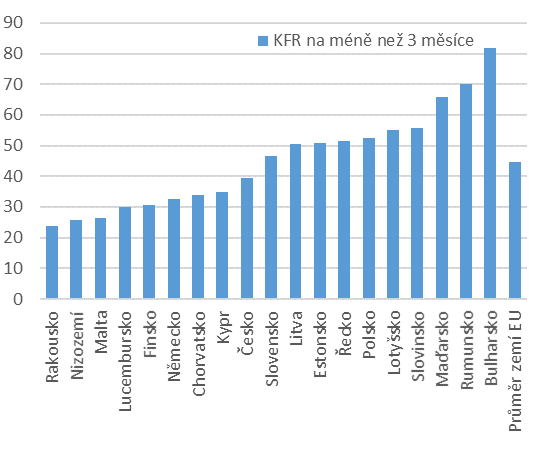 90
80
70
60
50
40
30
20
10
0
KFR na méně než 3 měsíce
Rakousko
Nizozemí
Malta
Lucembursko
Finsko
Německo
Chorvatsko
Kypr
Česko
Slovensko
Litva
Estonsko
Řecko
Polsko
Lotyšsko
Slovinsko
Maďarsko
Rumunsko
Bulharsko
Průměr zemí EU